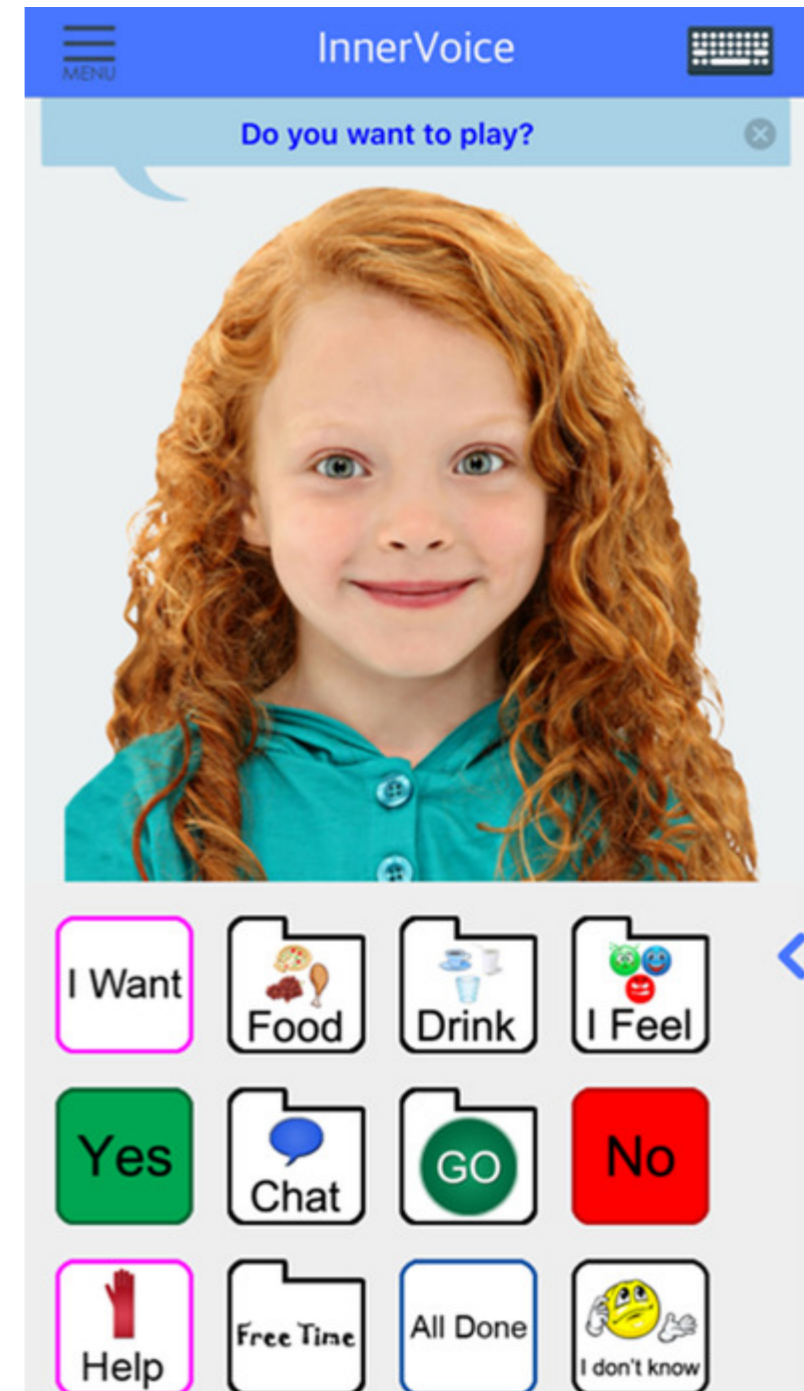 InnerVoice
MENU
Do you want to play?
I Want
Food
Drink
I Feel
Yes
Chat
GO
No
Help
Free Time
All Done
I don't know